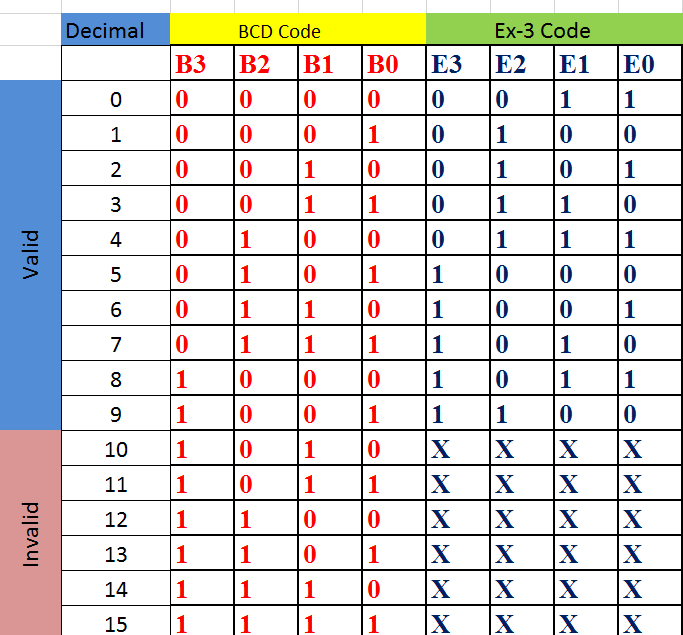 Decimal BCD Code Ex-3 Code
B3 B2 B1 B0 E3 E2 E1 E0
Valid
0 0 0 0 0 0 0 1 1
1 0 0 0 1 0 1 0 0
2 0 0 1 0 0 1 0 1
3 0 0 1 1 0 1 1 0
4 0 1 0 0 0 1 1 1
5 0 1 0 1 1 0 0 0
6 0 1 1 0 1 0 0 1
7 0 1 1 1 1 0 1 0
8 1 0 0 0 1 0 1 1
9 1 0 0 1 1 1 0 0
Invalid
10 1 0 1 0 X X X X
11 1 0 1 1 X X X X
12 1 1 0 0 X X X X
13 1 1 0 1 X X X X
14 1 1 1 0 X X X X
15 1 1 1 1 X X X X